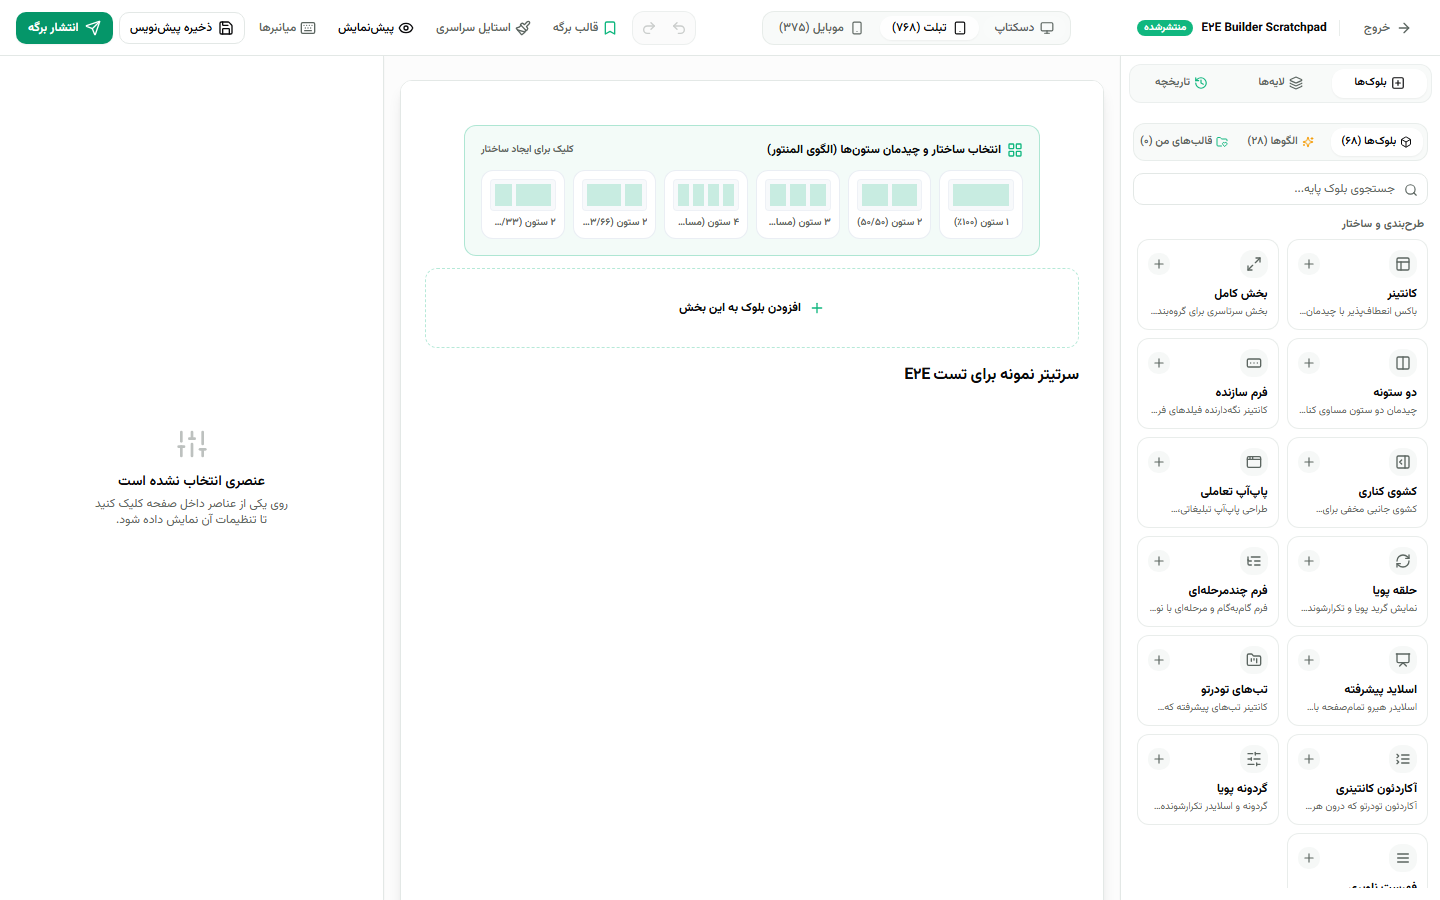 خروج
E2E Builder Scratchpad
منتشرشده
دسکتاپ
تبلت (۷۶۸)
موبایل (۳۷۵)
قالب برگه
استایل سراسری
پیش‌نمایش
میانبرها
ذخیره پیش‌نویس
انتشار برگه
بلوک‌ها
لایه‌ها
تاریخچه
بلوک‌ها (۶۸)
الگوها (۲۸)
قالب‌های من (۰)
جستجوی بلوک پایه...
طرح‌بندی و ساختار
کانتینر
باکس انعطاف‌پذیر با چیدمان...
بخش کامل
بخش سرتاسری برای گروه‌بند...
دو ستونه
چیدمان دو ستون مساوی کنا...
فرم سازنده
کانتینر نگه‌دارنده فیلدهای فر...
کشوی کناری
کشوی جانبی مخفی برای...
پاپ‌آپ تعاملی
طراحی پاپ‌آپ تبلیغاتی،...
حلقه پویا
نمایش گرید پویا و تکرارشوند...
فرم چندمرحله‌ای
فرم گام‌به‌گام و مرحله‌ای با نو...
اسلاید پیشرفته
اسلایدر هیرو تمام‌صفحه با...
تب‌های تودرتو
کانتینر تب‌های پیشرفته که...
آکاردئون کانتینری
آکاردئون تودرتو که درون هر...
گردونه پویا
گردونه و اسلایدر تکرارشونده...
انتخاب ساختار و چیدمان ستون‌ها (الگوی المنتور)
کلیک برای ایجاد ساختار
۱ ستون (۱۰۰٪)
۲ ستون (۵۰/۵۰)
۳ ستون (مسا...
۴ ستون (مسا...
۲ ستون (۳/۶۶...
۲ ستون (۳۳/...
افزودن بلوک به این بخش
سرتیتر نمونه برای تست E2E
عنصری انتخاب نشده است
روی یکی از عناصر داخل صفحه کلیک کنید
تا تنظیمات آن نمایش داده شود.